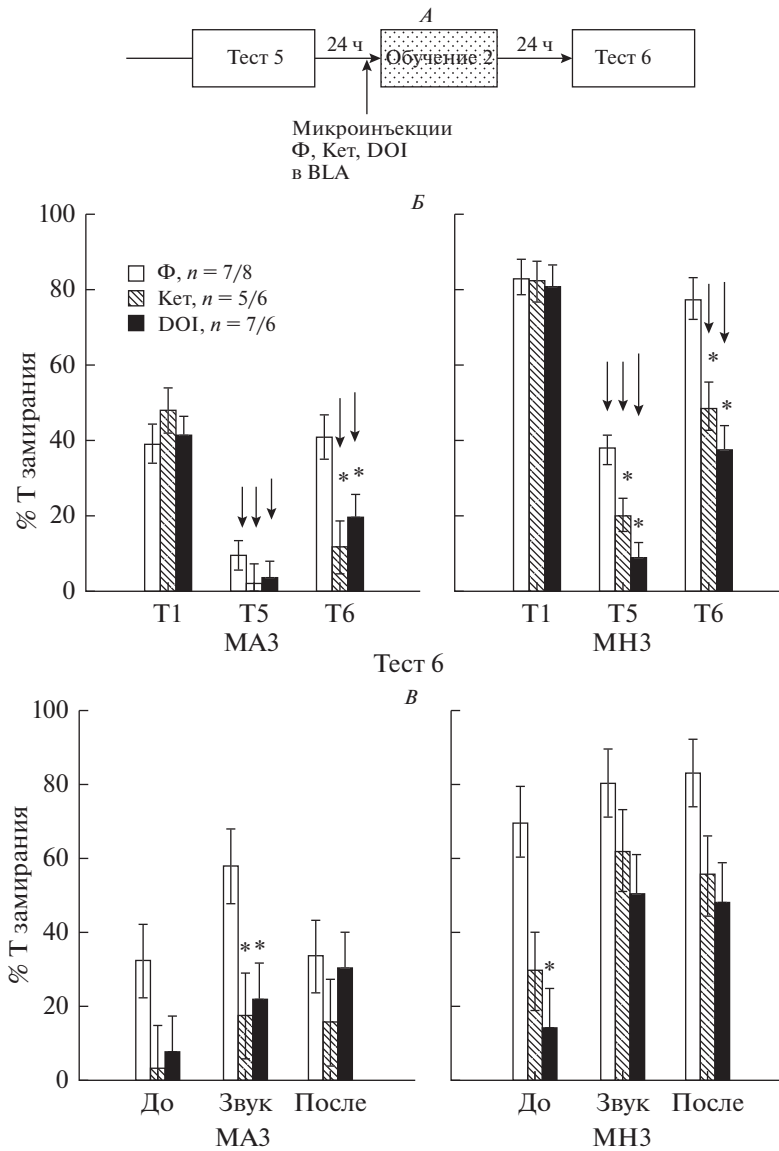 А
Тест 5
24 ч
Обучение 2
24 ч
Тест 6
Микроинъекции
Ф, Кет, DOI
в BLA
Б
% Т замирания
100
80
60
40
20
0
Ф, n = 7/8
Кет, n = 5/6
DOI, n = 7/6
* *
* *
* *
Т1 Т5 Т6
МАЗ
Т1 Т5 Т6
МНЗ
Тест 6
В
% Т замирания
100
80
60
40
20
0
* *
*
До Звук После
МАЗ
До Звук После
МНЗ